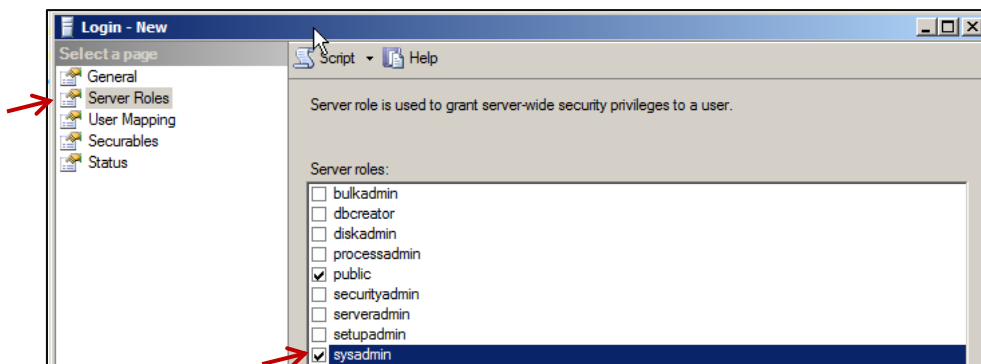 Login - New
Select a page
General
Server Roles
User Mapping
Securables
Status
Script Help
Server role is used to grant server-wide security privileges to a user.
Server roles:
bulkadmin
dbcreator
diskadmin
processadmin
public
securityadmin
serveradmin
setupadmin
sysadmin